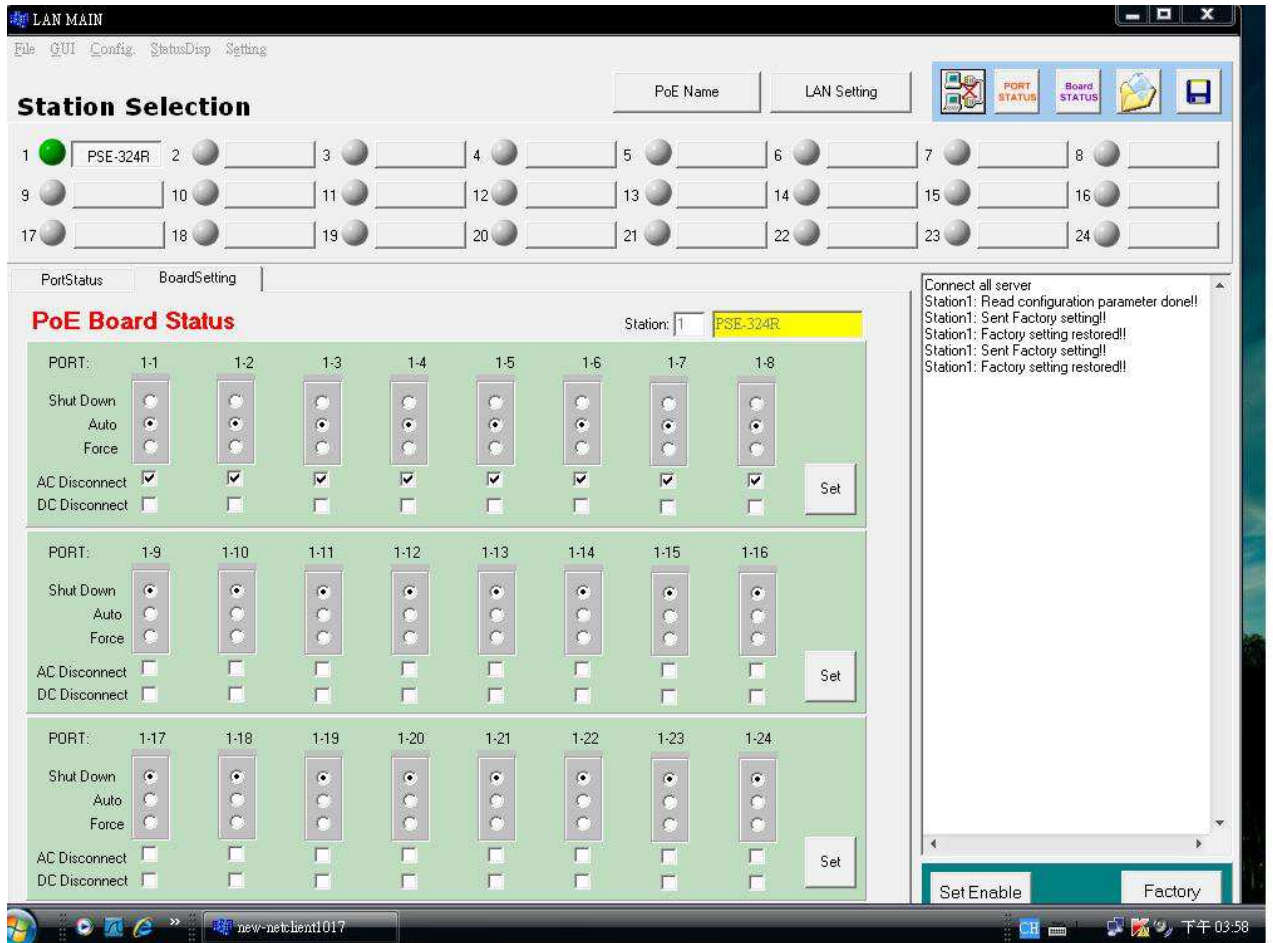 LAN MAIN
File GUI Config. StatusDisp Setting
Station Selection
PoE Name
LAN Setting
PORT STATUS
Board STATUS
1 PSE-324R 2 3 4 5 6 7 8
9 10 11 12 13 14 15 16
17 18 19 20 21 22 23 24
PortStatus BoardSetting
PoE Board Status
Station: 1 PSE-324R
PORT: 1-1 1-2 1-3 1-4 1-5 1-6 1-7 1-8
Shut Down
Auto
Force
AC Disconnect
DC Disconnect
Set
PORT: 1-9 1-10 1-11 1-12 1-13 1-14 1-15 1-16
Shut Down
Auto
Force
AC Disconnect
DC Disconnect
Set
PORT: 1-17 1-18 1-19 1-20 1-21 1-22 1-23 1-24
Shut Down
Auto
Force
AC Disconnect
DC Disconnect
Set
Connect all server
Station1: Read configuration parameter done!!
Station1: Sent Factory setting!!
Station1: Factory setting restored!!
Station1: Sent Factory setting!!
Station1: Factory setting restored!!
Set Enable
Factory
new-netclient1017
CH
下午 03:58